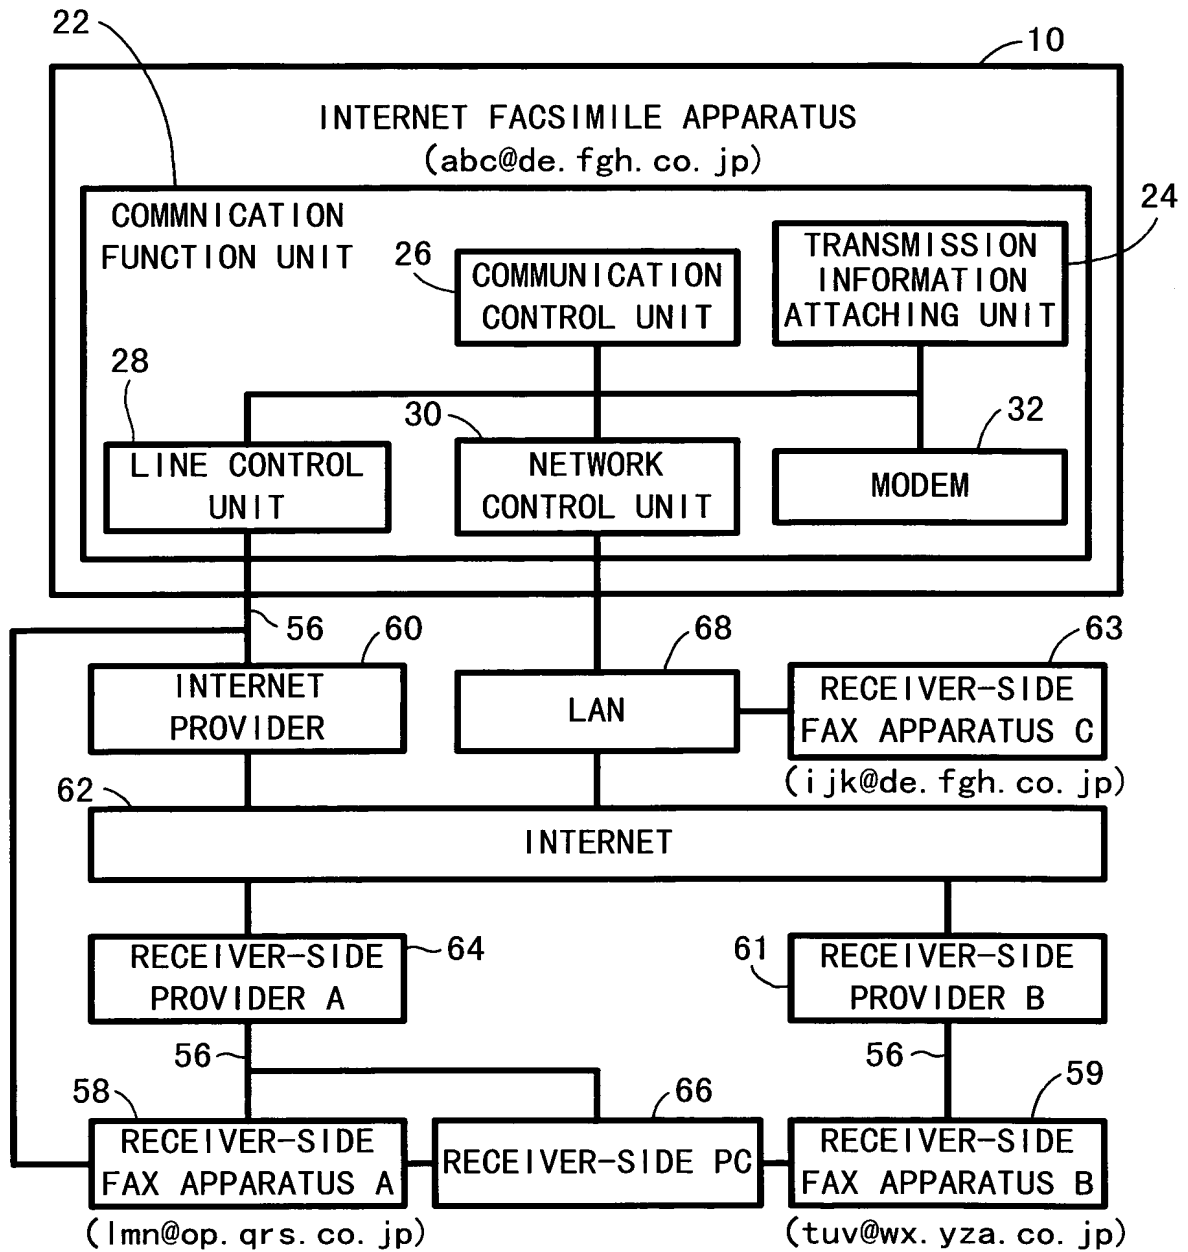 22
10
INTERNET FACSIMILE APPARATUS
(abc@de.fgh.co.jp)
COMMNICATION
FUNCTION UNIT
24
26
COMMUNICATION
CONTROL UNIT
TRANSMISSION
INFORMATION
ATTACHING UNIT
28
30
32
LINE CONTROL
UNIT
NETWORK
CONTROL UNIT
MODEM
56
60
68
63
INTERNET
PROVIDER
LAN
RECEIVER-SIDE
FAX APPARATUS C
(ijk@de.fgh.co.jp)
62
INTERNET
RECEIVER-SIDE
PROVIDER A
64
61
RECEIVER-SIDE
PROVIDER B
56
56
58
66
59
RECEIVER-SIDE
FAX APPARATUS A
RECEIVER-SIDE PC
RECEIVER-SIDE
FAX APPARATUS B
(lmn@op.qrs.co.jp)
(tuv@wx.yza.co.jp)